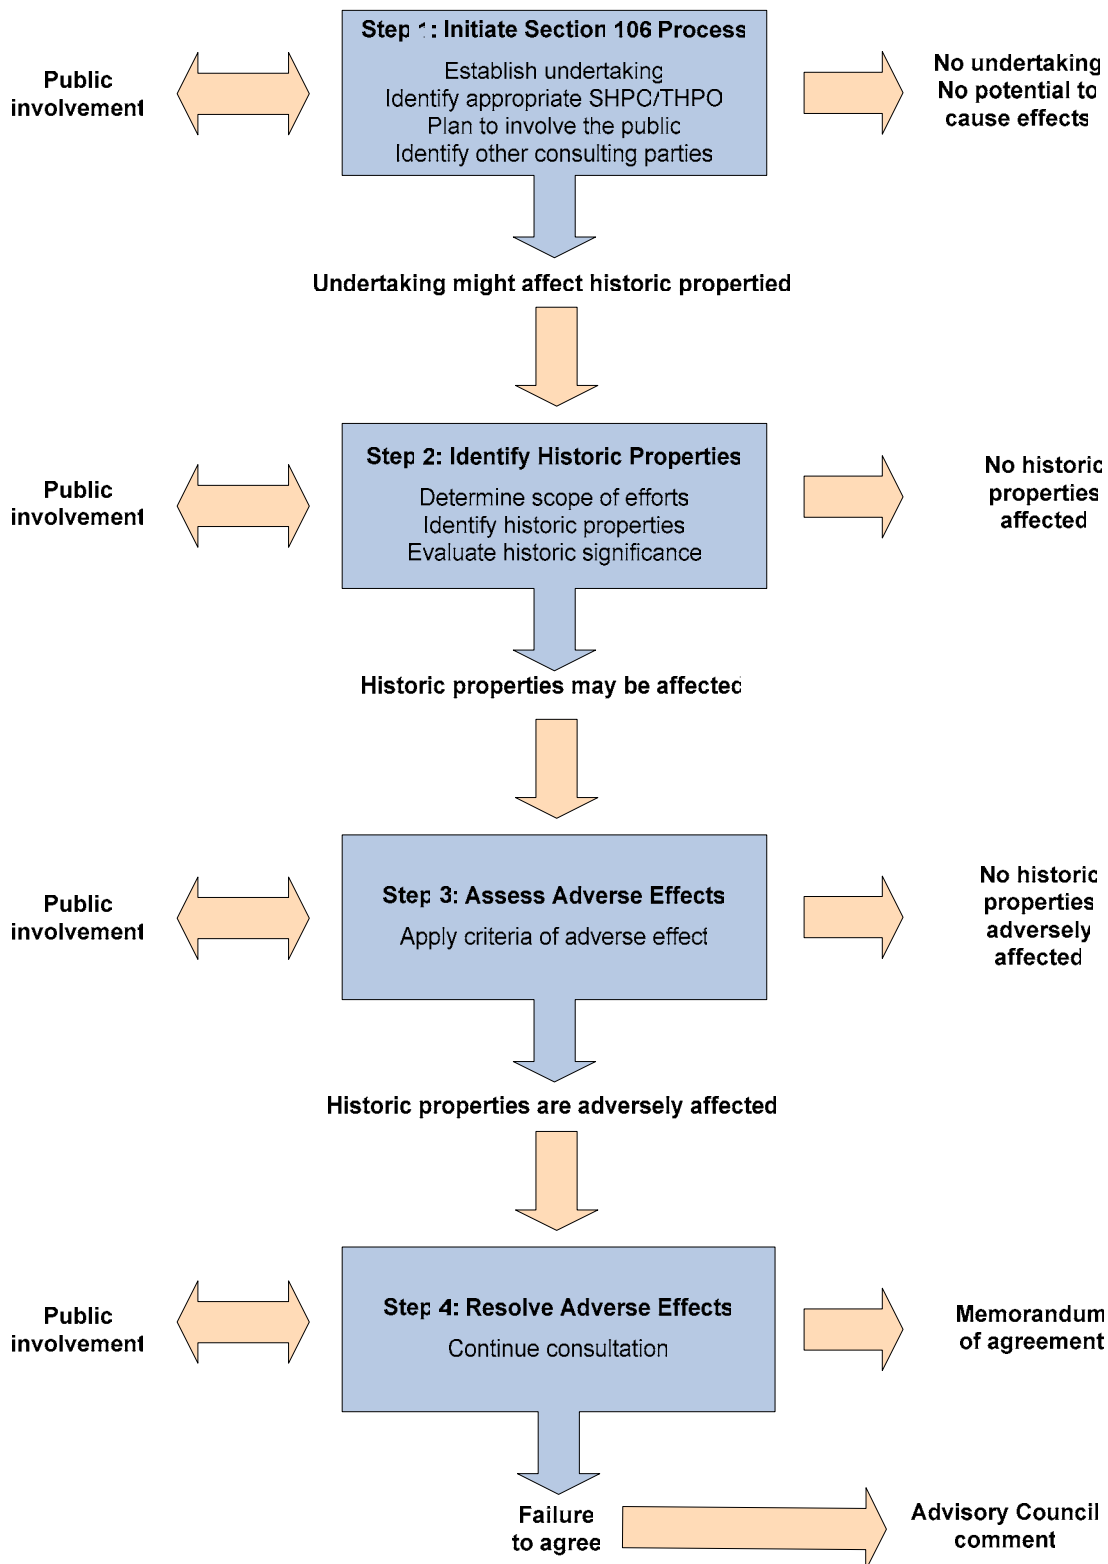 Step 1: Initiate Section 106 Process
Establish undertaking
Identify appropriate SHPC/THPO
Plan to involve the public
Identify other consulting parties
Public
involvement
No undertaking
No potential to
cause effects
Undertaking might affect historic propertied
Step 2: Identify Historic Properties
Determine scope of efforts
Identify historic properties
Evaluate historic significance
Public
involvement
No historic
properties
affected
Historic properties may be affected
Step 3: Assess Adverse Effects
Apply criteria of adverse effect
Public
involvement
No historic
properties
adversely
affected
Historic properties are adversely affected
Step 4: Resolve Adverse Effects
Continue consultation
Public
involvement
Memorandum
of agreement
Failure
to agree
Advisory Council
comment